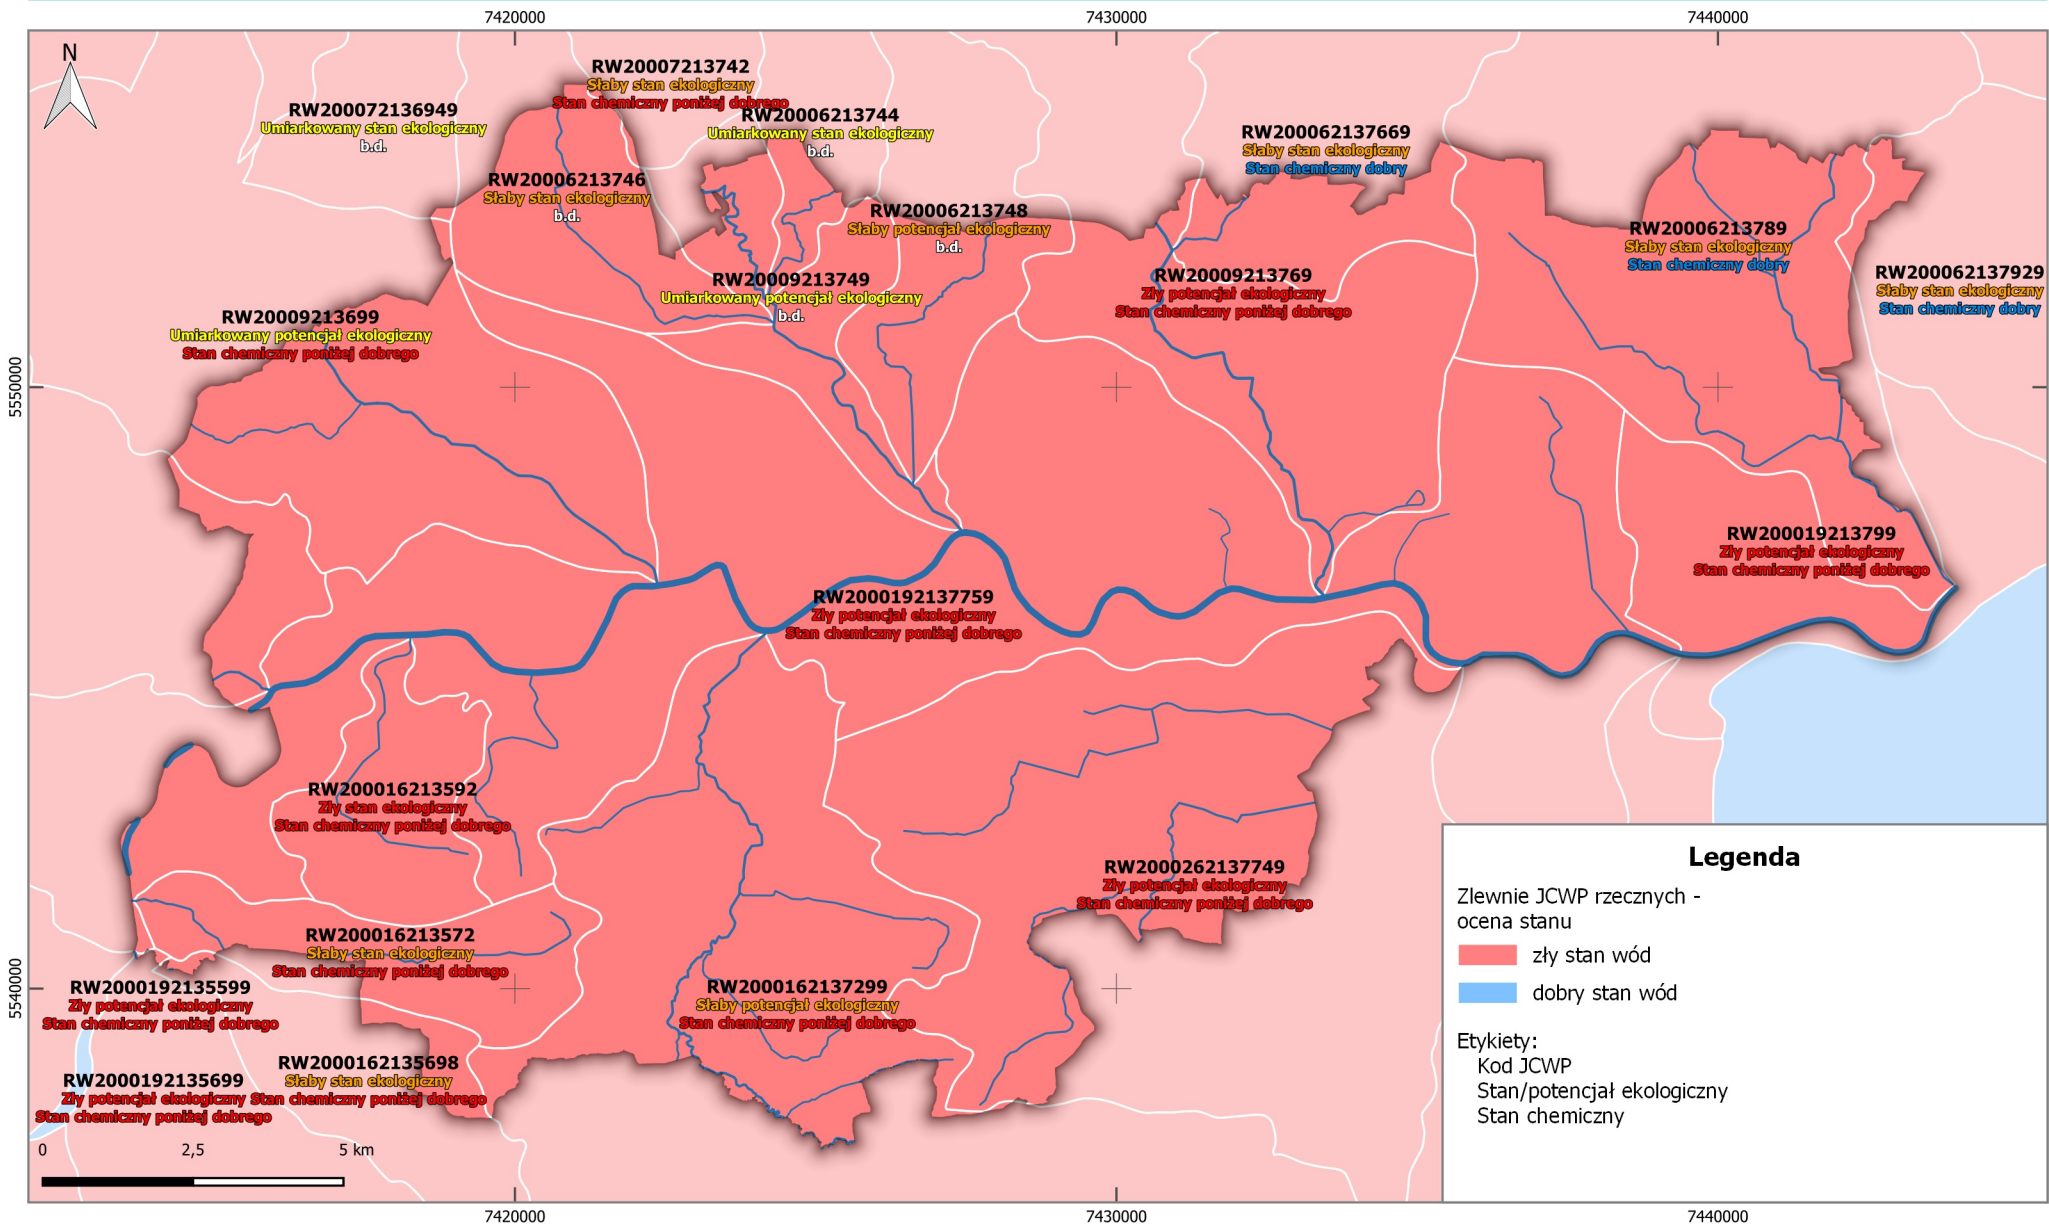 7420000
7430000
7440000
N
RW20007213742
Słaby stan ekologiczny
Stan chemiczny poniżej dobrego
RW200072136949
Umiarkowany stan ekologiczny
b.d.
RW20006213744
Umiarkowany stan ekologiczny
b.d.
RW200062137669
Słaby stan ekologiczny
Stan chemiczny dobry
RW20006213746
Słaby stan ekologiczny
b.d.
RW20006213748
Słaby potencjał ekologiczny
b.d.
RW20006213789
Słaby stan ekologiczny
Stan chemiczny dobry
RW20009213749
Umiarkowany potencjał ekologiczny
b.d.
RW20009213769
Zły potencjał ekologiczny
Stan chemiczny poniżej dobrego
RW200062137929
Słaby stan ekologiczny
Stan chemiczny dobry
RW20009213699
Umiarkowany potencjał ekologiczny
Stan chemiczny poniżej dobrego
5550000
RW200019213799
Zły potencjał ekologiczny
Stan chemiczny poniżej dobrego
RW2000192137759
Zły potencjał ekologiczny
Stan chemiczny poniżej dobrego
RW200016213592
Zły stan ekologiczny
Stan chemiczny poniżej dobrego
RW2000262137749
Zły potencjał ekologiczny
Stan chemiczny poniżej dobrego
RW200016213572
Słaby stan ekologiczny
Stan chemiczny poniżej dobrego
5540000
RW2000192135599
Zły potencjał ekologiczny
Stan chemiczny poniżej dobrego
RW2000162137299
Słaby potencjał ekologiczny
Stan chemiczny poniżej dobrego
RW2000162135698
Słaby stan ekologiczny
Stan chemiczny poniżej dobrego
RW2000192135699
Zły potencjał ekologiczny
Stan chemiczny poniżej dobrego
0 2,5 5 km
Legenda
Zlewnie JCWP rzecznych -
ocena stanu
zły stan wód
dobry stan wód
Etykiety:
Kod JCWP
Stan/potencjał ekologiczny
Stan chemiczny
7420000
7430000
7440000